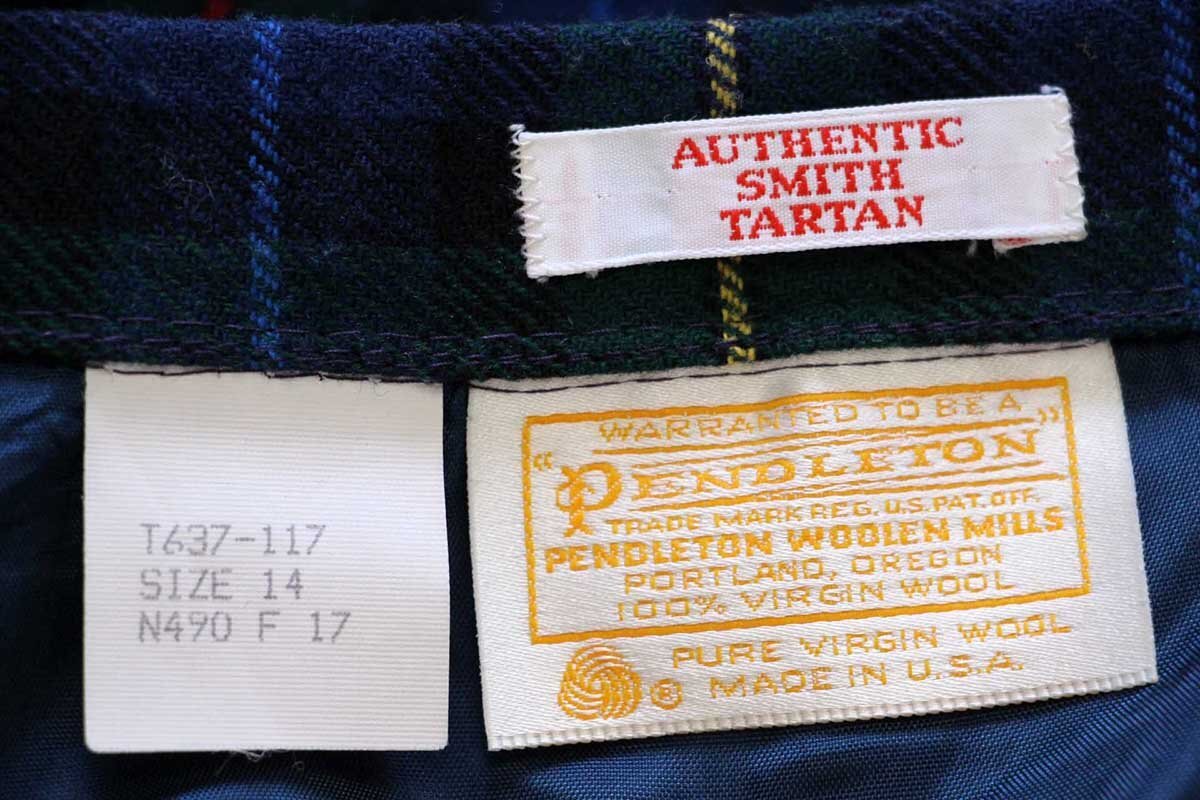 AUTHENTIC
SMITH
TARTAN
T637-117
SIZE 14
N490 F 17
WARRANTED TO BE A
"PENDLETON"
TRADE MARK REG. U.S. PAT. OFF.
PENDLETON WOOLEN MILLS
PORTLAND, OREGON
100% VIRGIN WOOL
PURE VIRGIN WOOL
® MADE IN U.S.A.